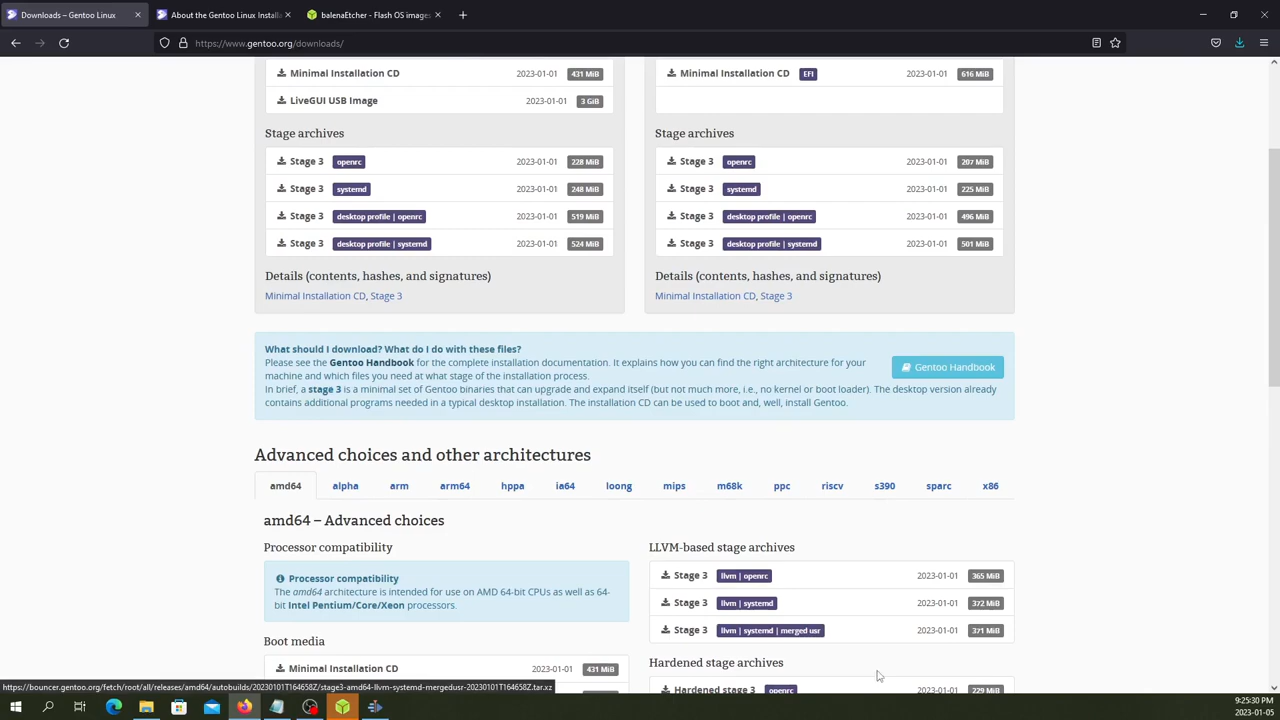 Downloads – Gentoo Linux
About the Gentoo Linux Installa
balenaEtcher - Flash OS images
https://www.gentoo.org/downloads/
Minimal Installation CD 2023-01-01 431 MiB
LiveGUI USB Image 2023-01-01 3 GiB
Stage archives
Stage 3 openrc 2023-01-01 228 MiB
Stage 3 systemd 2023-01-01 248 MiB
Stage 3 desktop profile | openrc 2023-01-01 519 MiB
Stage 3 desktop profile | systemd 2023-01-01 524 MiB
Details (contents, hashes, and signatures)
Minimal Installation CD, Stage 3
Minimal Installation CD EFI 2023-01-01 616 MiB
Stage archives
Stage 3 openrc 2023-01-01 207 MiB
Stage 3 systemd 2023-01-01 225 MiB
Stage 3 desktop profile | openrc 2023-01-01 496 MiB
Stage 3 desktop profile | systemd 2023-01-01 501 MiB
Details (contents, hashes, and signatures)
Minimal Installation CD, Stage 3
What should I download? What do I do with these files?
Please see the Gentoo Handbook for the complete installation documentation. It explains how you can find the right architecture for your
machine and which files you need at what stage of the installation process.
In brief, a stage 3 is a minimal set of Gentoo binaries that can upgrade and expand itself (but not much more, i.e., no kernel or boot loader). The desktop version already
contains additional programs needed in a typical desktop installation. The installation CD can be used to boot and, well, install Gentoo.
Gentoo Handbook
Advanced choices and other architectures
amd64 alpha arm arm64 hppa ia64 loong mips m68k ppc riscv s390 sparc x86
amd64 – Advanced choices
Processor compatibility
Processor compatibility
The amd64 architecture is intended for use on AMD 64-bit CPUs as well as 64-
bit Intel Pentium/Core/Xeon processors.
Boot media
Minimal Installation CD 2023-01-01 431 MiB
LLVM-based stage archives
Stage 3 llvm | openrc 2023-01-01 365 MiB
Stage 3 llvm | systemd 2023-01-01 372 MiB
Stage 3 llvm | systemd | merged usr 2023-01-01 371 MiB
Hardened stage archives
Hardened stage 3 openrc 2023-01-01 229 MiB
https://bouncer.gentoo.org/fetch/root/all/releases/amd64/autobuilds/20230101T164658Z/stage3-amd64-llvm-systemd-mergedusr-20230101T164658Z.tar.xz
9:25:30 PM
2023-01-05